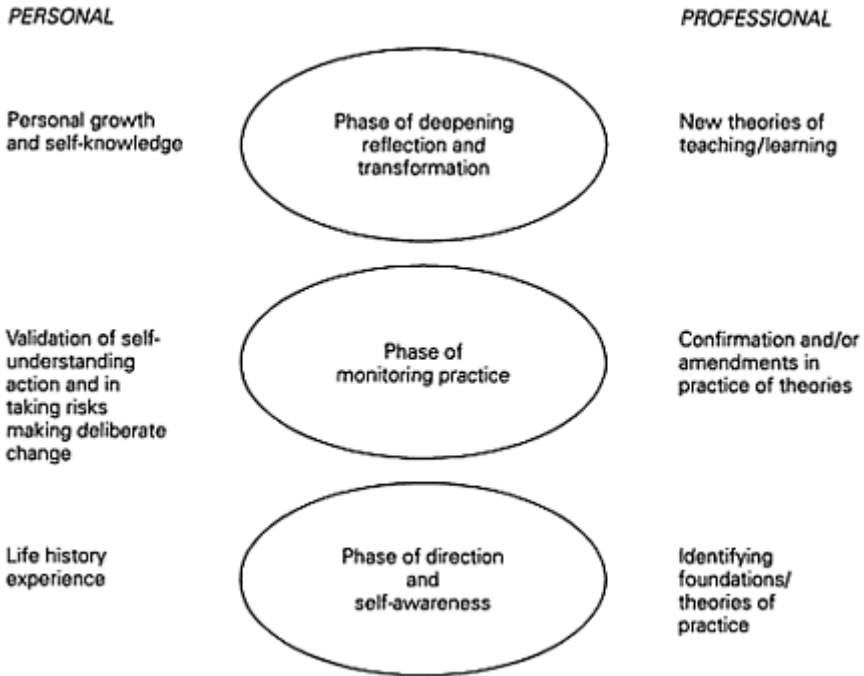 PERSONAL
PROFESSIONAL
Personal growth
and self-knowledge
Phase of deepening
reflection and
transformation
New theories of
teaching/learning
Validation of self-
understanding
action and in
taking risks
making deliberate
change
Phase of
monitoring practice
Confirmation and/or
amendments in
practice of theories
Life history
experience
Phase of direction
and
self-awareness
Identifying
foundations/
theories of
practice